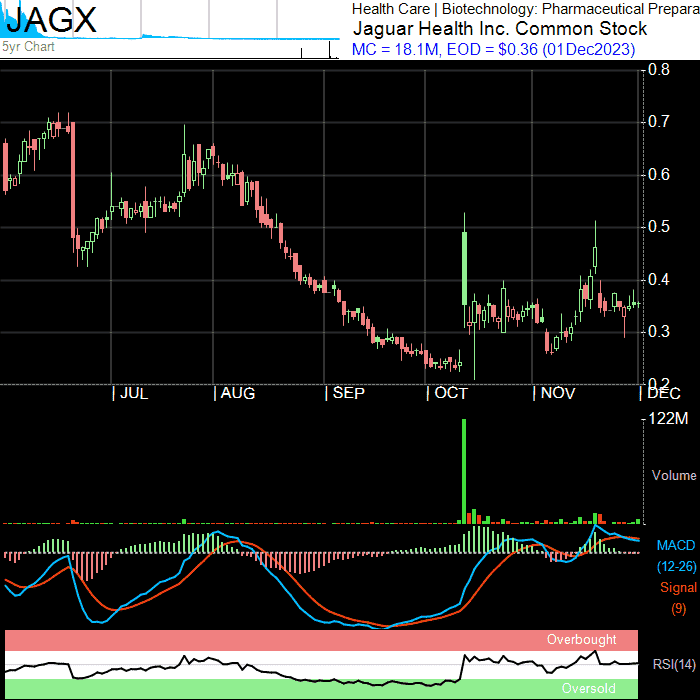 JAGX
5yr Chart
Health Care | Biotechnology: Pharmaceutical Prepara
Jaguar Health Inc. Common Stock
MC = 18.1M, EOD = $0.36 (01Dec2023)
0.8
0.7
0.6
0.5
0.4
0.3
0.2
JUL AUG SEP OCT NOV DEC
122M
Volume
MACD
(12-26)
Signal
(9)
Overbought
RSI(14)
Oversold